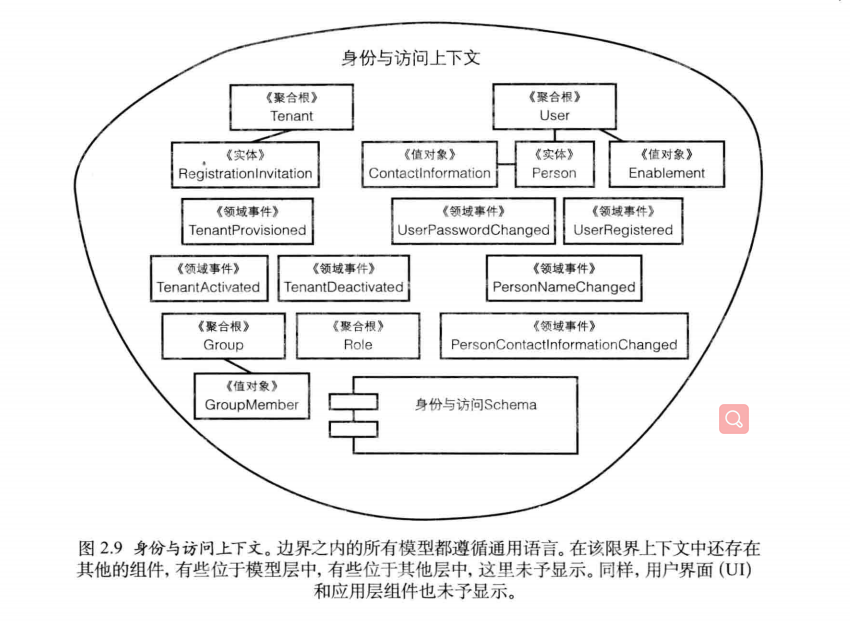 身份与访问上下文
《聚合根》
Tenant
《聚合根》
User
《实体》
RegistrationInvitation
《值对象》
ContactInformation
《实体》
Person
《值对象》
Enablement
《领域事件》
TenantProvisioned
《领域事件》
UserPasswordChanged
《领域事件》
UserRegistered
《领域事件》
TenantActivated
《领域事件》
TenantDeactivated
《领域事件》
PersonNameChanged
《聚合根》
Group
《聚合根》
Role
《领域事件》
PersonContactInformationChanged
《值对象》
GroupMember
身份与访问Schema
图 2.9 身份与访问上下文。边界之内的所有模型都遵循通用语言。在该限界上下文中还存在
其他的组件，有些位于模型层中，有些位于其他层中，这里未予显示。同样，用户界面（UI）
和应用层组件也未予显示。